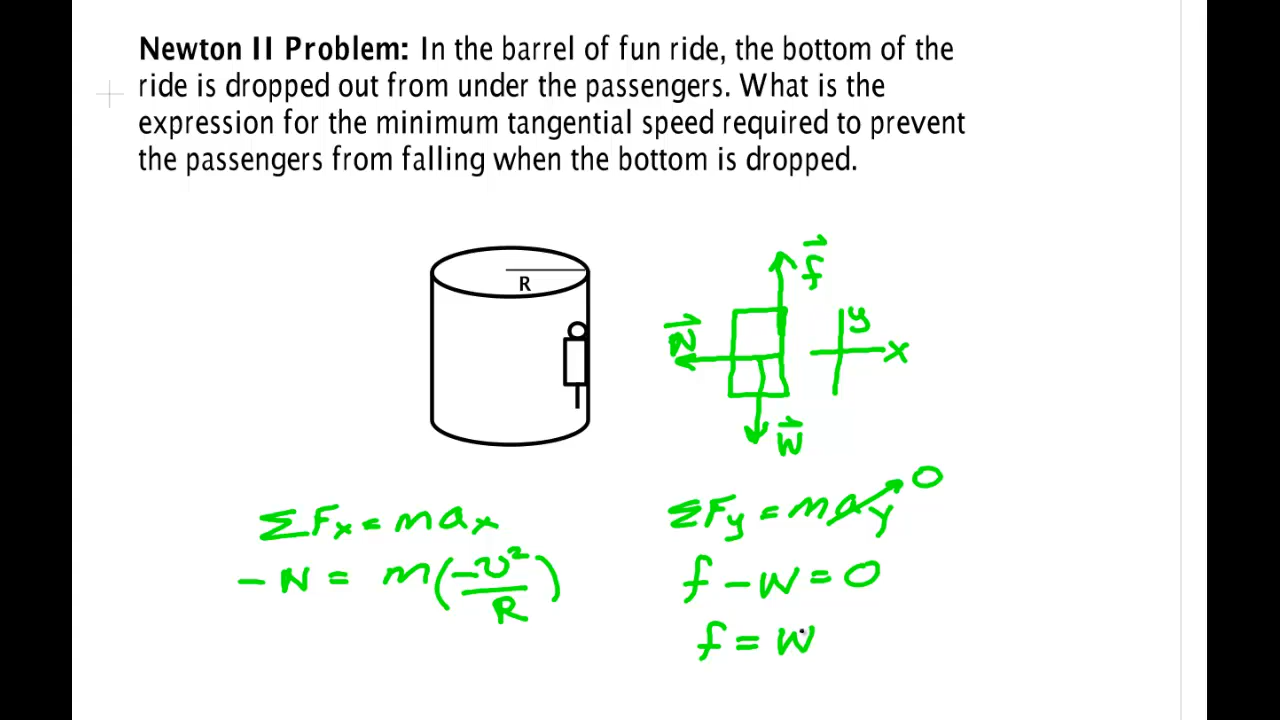 Newton II Problem: In the barrel of fun ride, the bottom of the
ride is dropped out from under the passengers. What is the
expression for the minimum tangential speed required to prevent
the passengers from falling when the bottom is dropped.
R
f⃗
N⃗
y
x
W⃗
ΣFx = max
-N = m(-v²/R)
ΣFy = may 0
f - W = 0
f = W